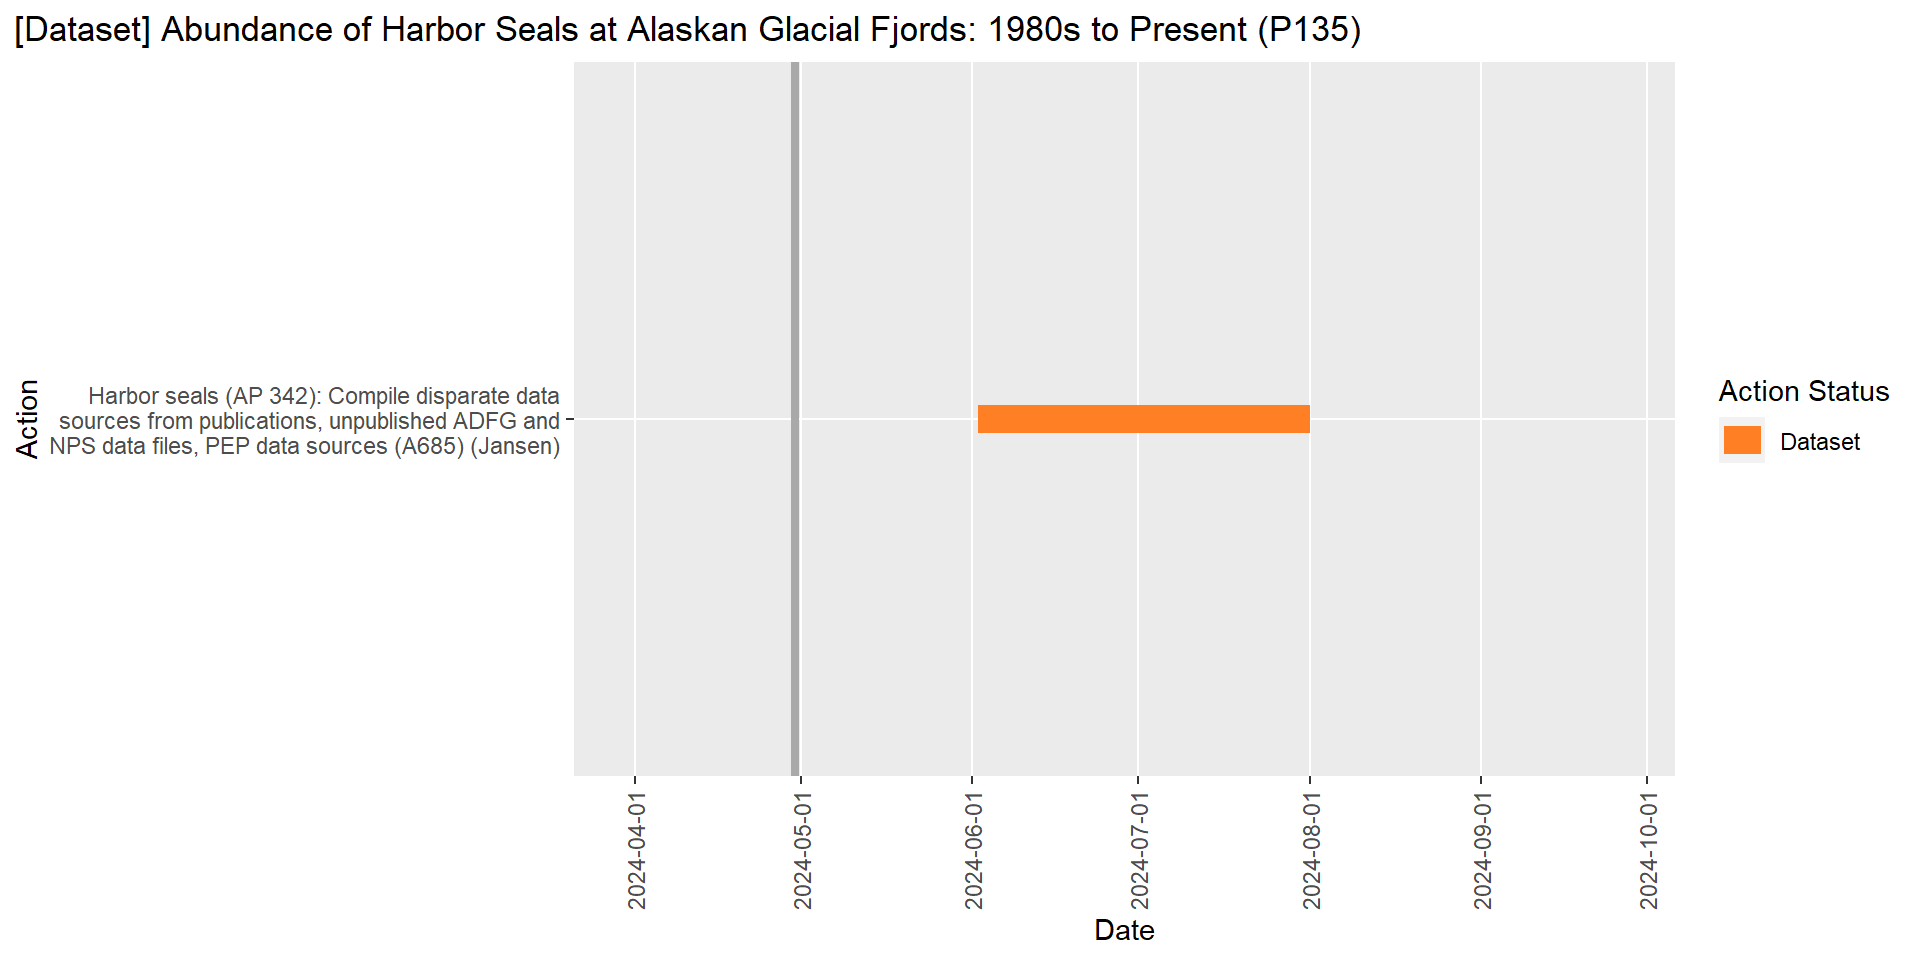 [Dataset] Abundance of Harbor Seals at Alaskan Glacial Fjords: 1980s to Present (P135)
Action
Harbor seals (AP 342): Compile disparate data
sources from publications, unpublished ADFG and
NPS data files, PEP data sources (A685) (Jansen)
Action Status
Dataset
2024-04-01
2024-05-01
2024-06-01
2024-07-01
2024-08-01
2024-09-01
2024-10-01
Date